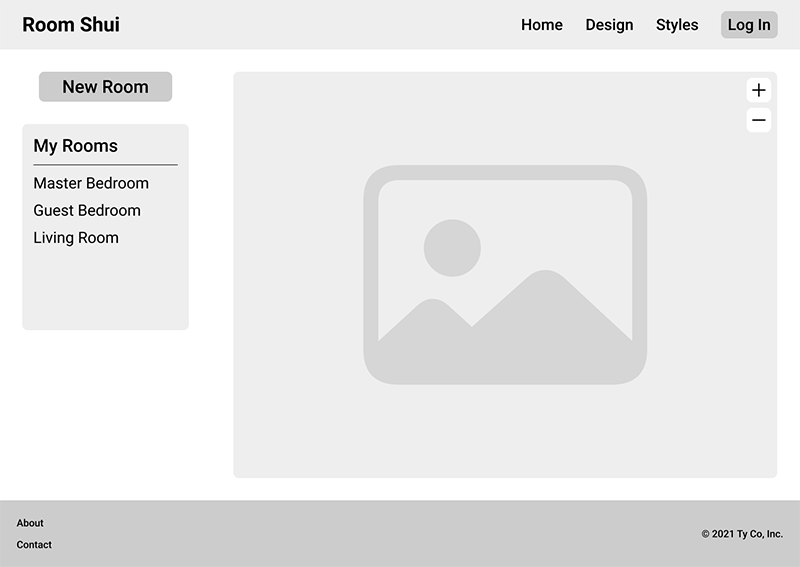 Room Shui
Home Design Styles Log In
New Room
My Rooms
Master Bedroom
Guest Bedroom
Living Room
+
−
About
Contact
© 2021 Ty Co, Inc.